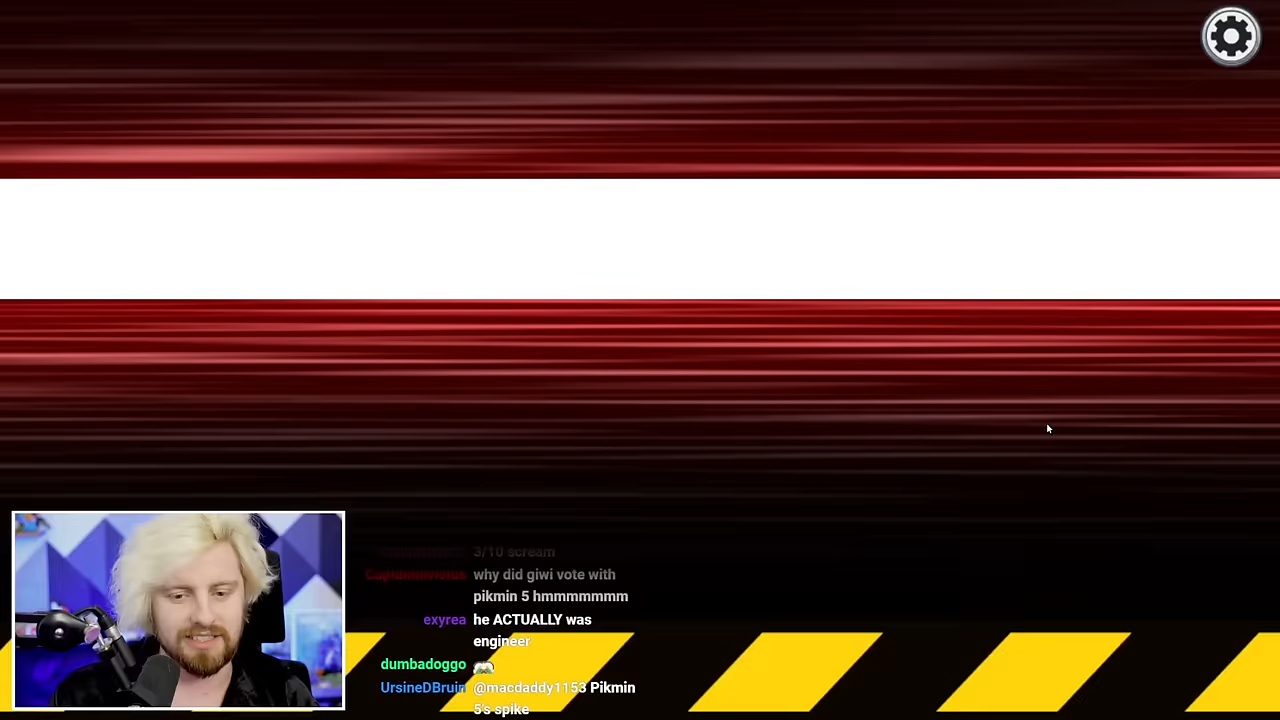 3/10 scream
why did giwi vote with
pikmin 5 hmmmmmmm
exyrea he ACTUALLY was
engineer
dumbadoggo
UrsineDBruin @macdaddy1153 Pikmin
5's spike